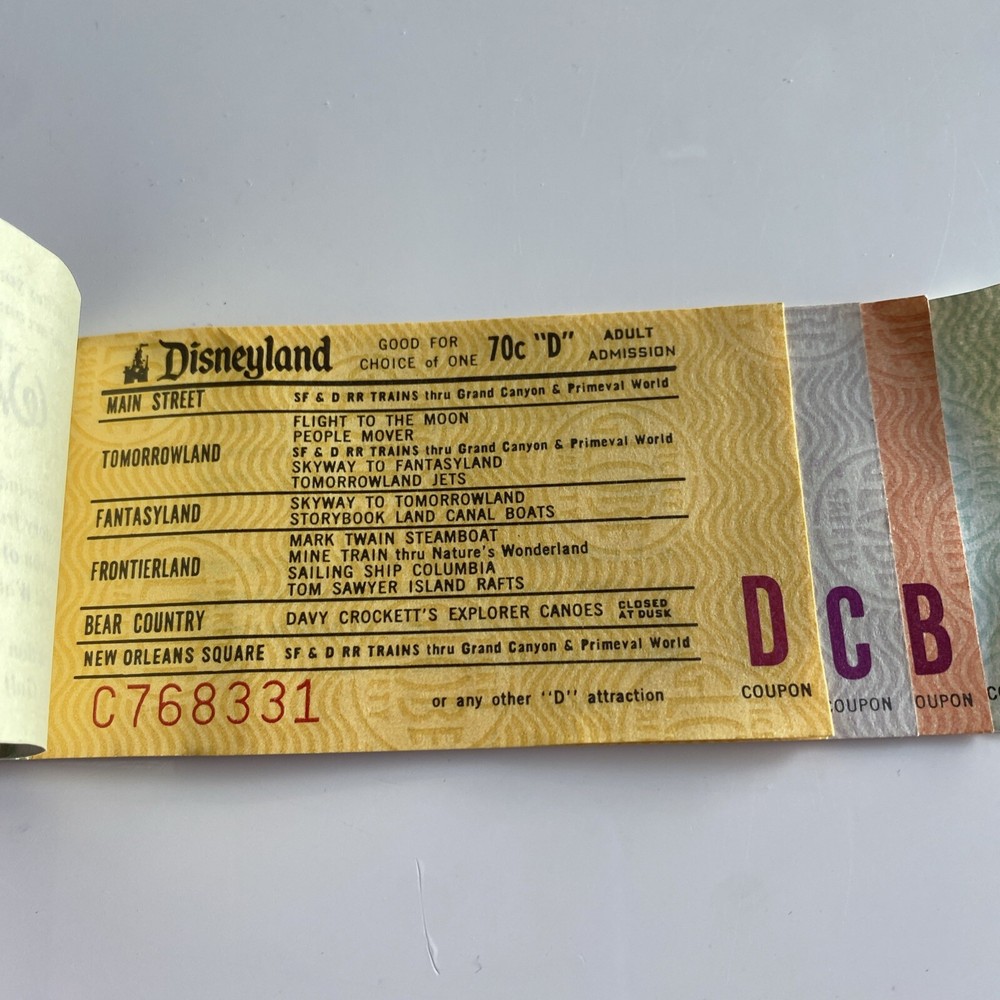 Disneyland GOOD FOR CHOICE of ONE 70c "D" ADULT ADMISSION
MAIN STREET SF & D RR TRAINS thru Grand Canyon & Primeval World
TOMORROWLAND
FLIGHT TO THE MOON
PEOPLE MOVER
SF & D RR TRAINS thru Grand Canyon & Primeval World
SKYWAY TO FANTASYLAND
TOMORROWLAND JETS
FANTASYLAND
SKYWAY TO TOMORROWLAND
STORYBOOK LAND CANAL BOATS
FRONTIERLAND
MARK TWAIN STEAMBOAT
MINE TRAIN thru Nature's Wonderland
SAILING SHIP COLUMBIA
TOM SAWYER ISLAND RAFTS
BEAR COUNTRY DAVY CROCKETT'S EXPLORER CANOES CLOSED AT DUSK
NEW ORLEANS SQUARE SF & D RR TRAINS thru Grand Canyon & Primeval World
C768331 or any other "D" attraction
D
COUPON
C
COUPON
B
OUPON